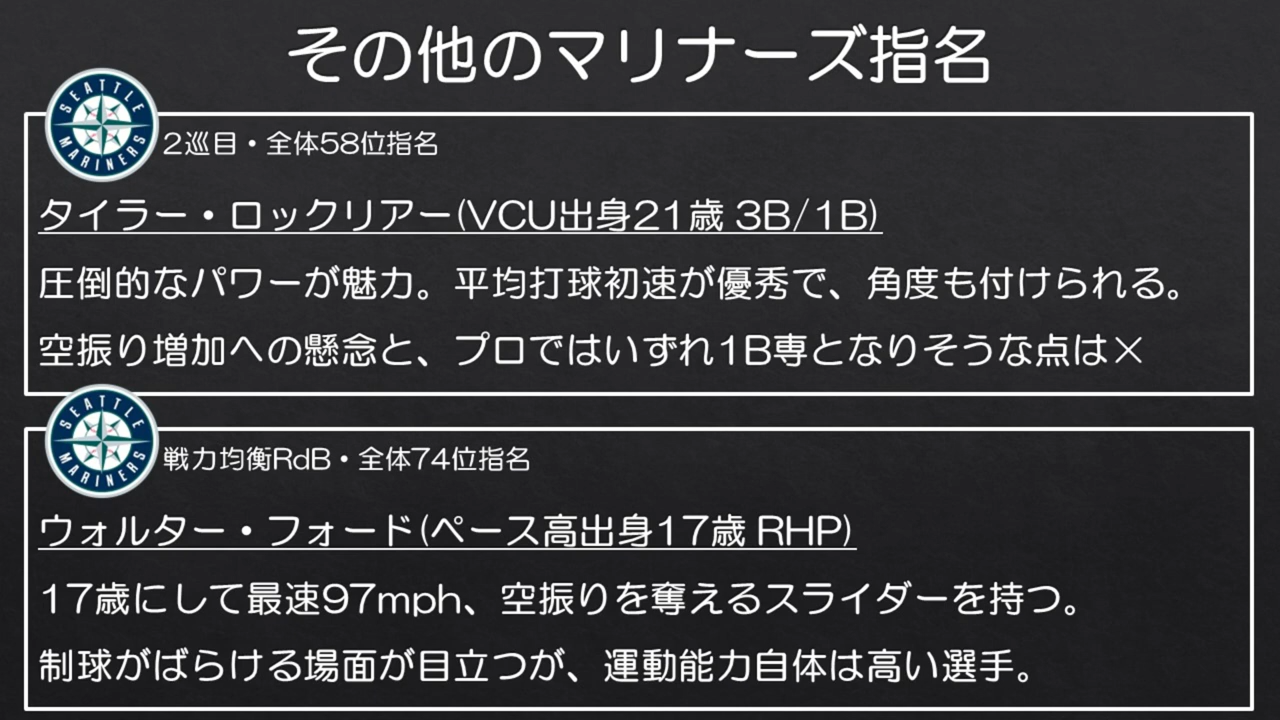 その他のマリナーズ指名
SEATTLE MARINERS
2巡目・全体58位指名
タイラー・ロックリアー(VCU出身21歳 3B/1B)
圧倒的なパワーが魅力。平均打球初速が優秀で、角度も付けられる。
空振り増加への懸念と、プロではいずれ1B専となりそうな点は×
SEATTLE MARINERS
戦力均衡RdB・全体74位指名
ウォルター・フォード(ペース高出身17歳 RHP)
17歳にして最速97mph、空振りを奪えるスライダーを持つ。
制球がばらける場面が目立つが、運動能力自体は高い選手。